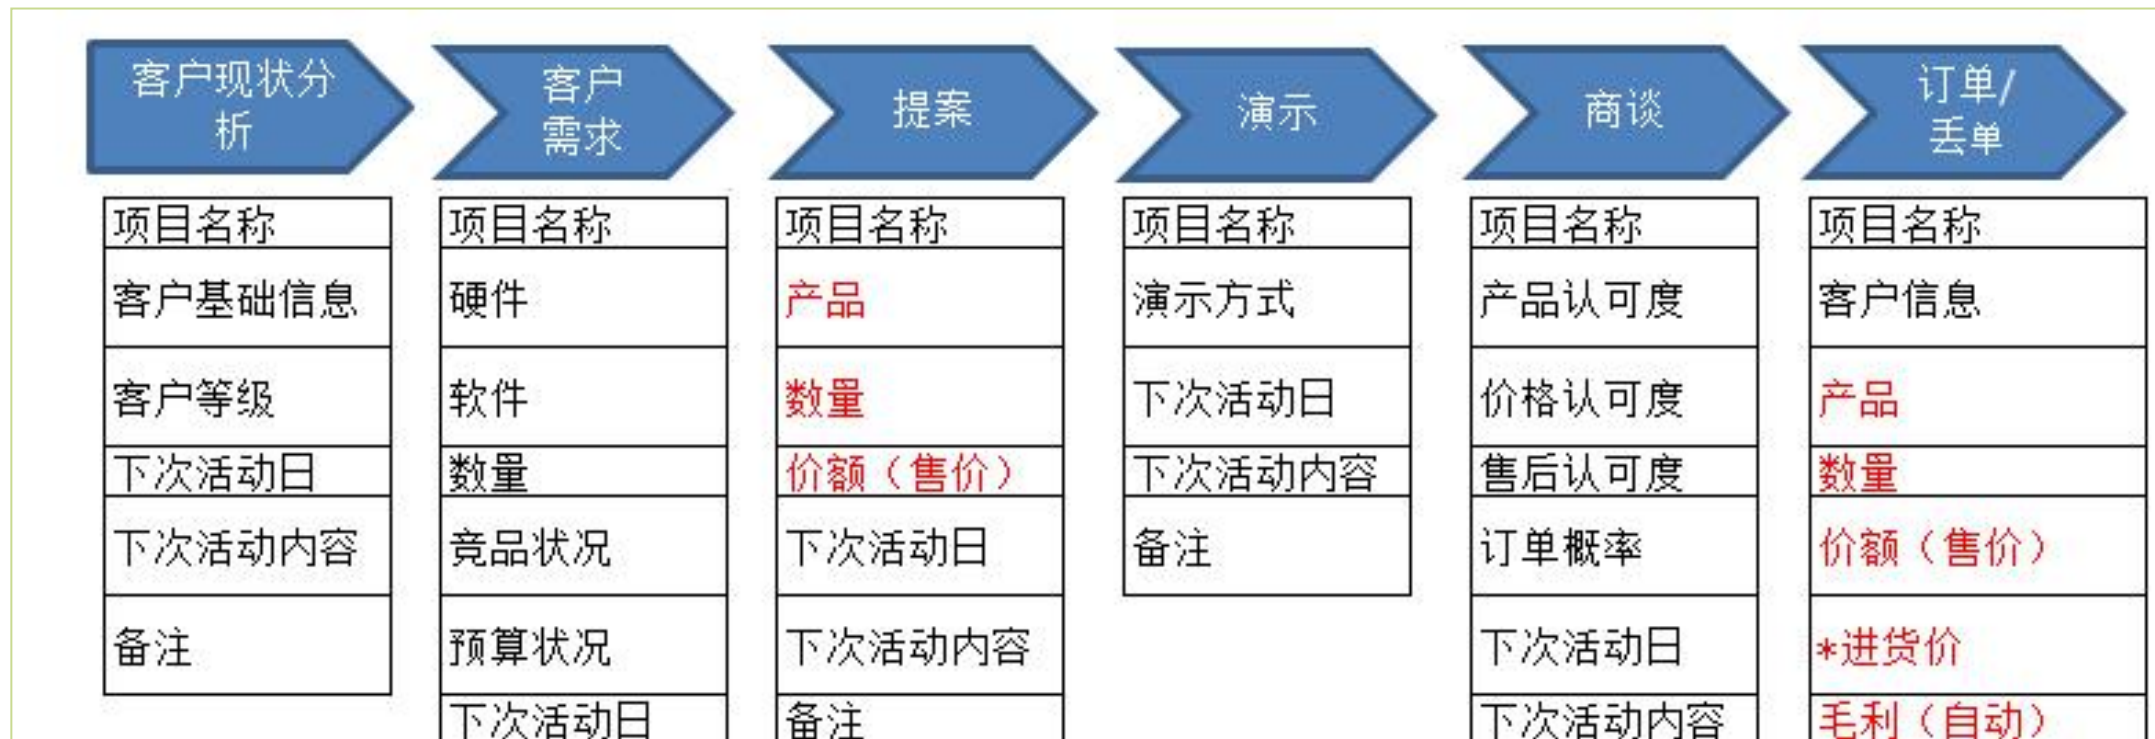 客户现状分
析
客户
需求
提案
演示
商谈
订单/
丢单
项目名称
客户基础信息
客户等级
下次活动日
下次活动内容
备注
项目名称
硬件
软件
数量
竞品状况
预算状况
下次活动日
项目名称
产品
数量
价额（售价）
下次活动日
下次活动内容
备注
项目名称
演示方式
下次活动日
下次活动内容
备注
项目名称
产品认可度
价格认可度
售后认可度
订单概率
下次活动日
下次活动内容
项目名称
客户信息
产品
数量
价额（售价）
*进货价
毛利（自动）